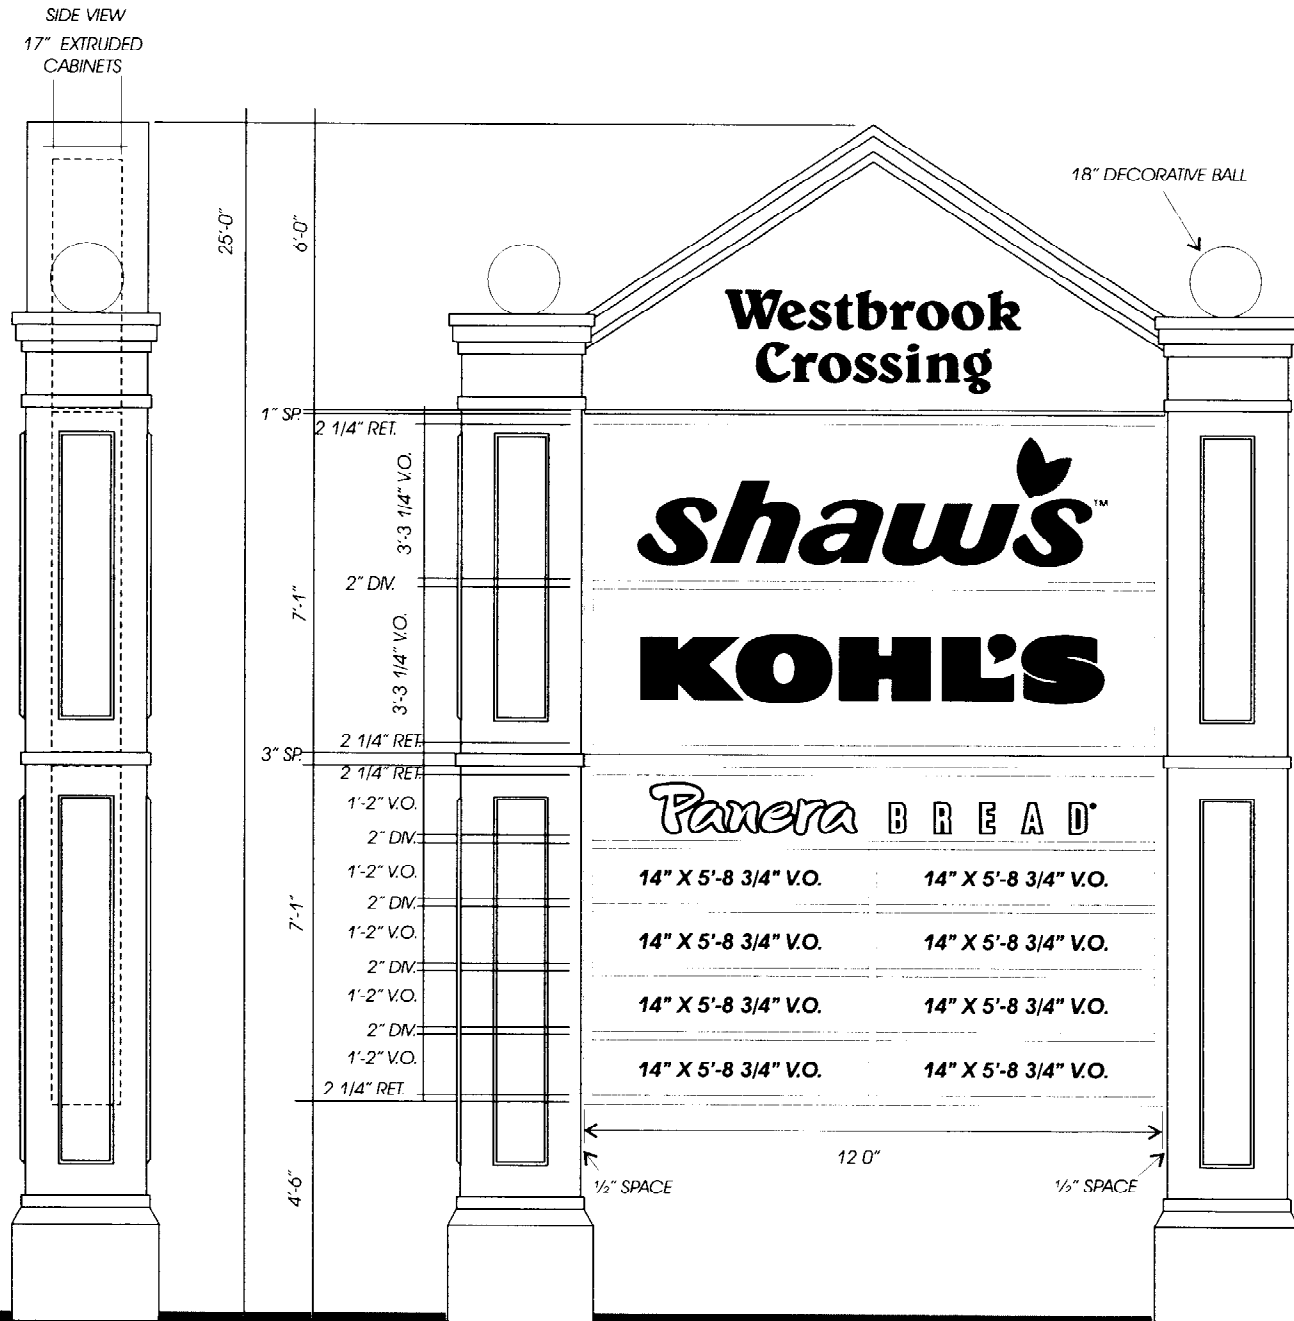 SIDE VIEW
17" EXTRUDED
CABINETS
25'-0"
6'-0"
18" DECORATIVE BALL
Westbrook
Crossing
1" SP.
2 1/4" RET.
3'-3 1/4" V.O.
shaw's™
2" DIV.
7'-1"
3'-3 1/4" V.O.
KOHL'S
2 1/4" RET.
3" SP.
2 1/4" RET.
1'-2" V.O.
Panera BREAD
2" DIV.
1'-2" V.O.
14" X 5'-8 3/4" V.O. 14" X 5'-8 3/4" V.O.
2" DIV.
7'-1"
1'-2" V.O.
14" X 5'-8 3/4" V.O. 14" X 5'-8 3/4" V.O.
2" DIV.
1'-2" V.O.
14" X 5'-8 3/4" V.O. 14" X 5'-8 3/4" V.O.
2" DIV.
1'-2" V.O.
14" X 5'-8 3/4" V.O. 14" X 5'-8 3/4" V.O.
2 1/4" RET.
12 0"
4'-6"
½" SPACE ½" SPACE